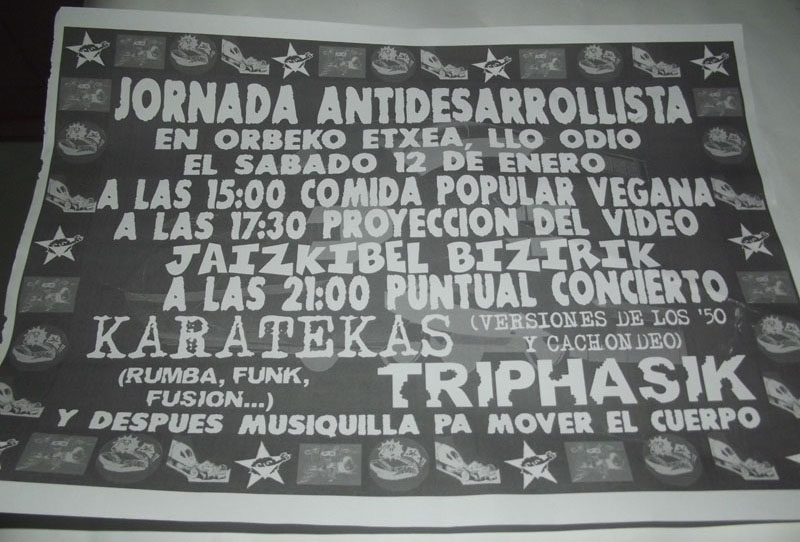 JORNADA ANTIDESARROLLISTA
EN ORBEKO ETXEA, LLO ODIO
EL SABADO 12 DE ENERO
A LAS 15:00 COMIDA POPULAR VEGANA
A LAS 17:30 PROYECCION DEL VIDEO
JAIZKIBEL BIZIRIK
A LAS 21:00 PUNTUAL CONCIERTO
KARATEKAS (VERSIONES DE LOS '50
Y CACHONDEO)
(RUMBA, FUNK,
FUSION...) TRIPHASIK
Y DESPUES MUSIQUILLA PA MOVER EL CUERPO